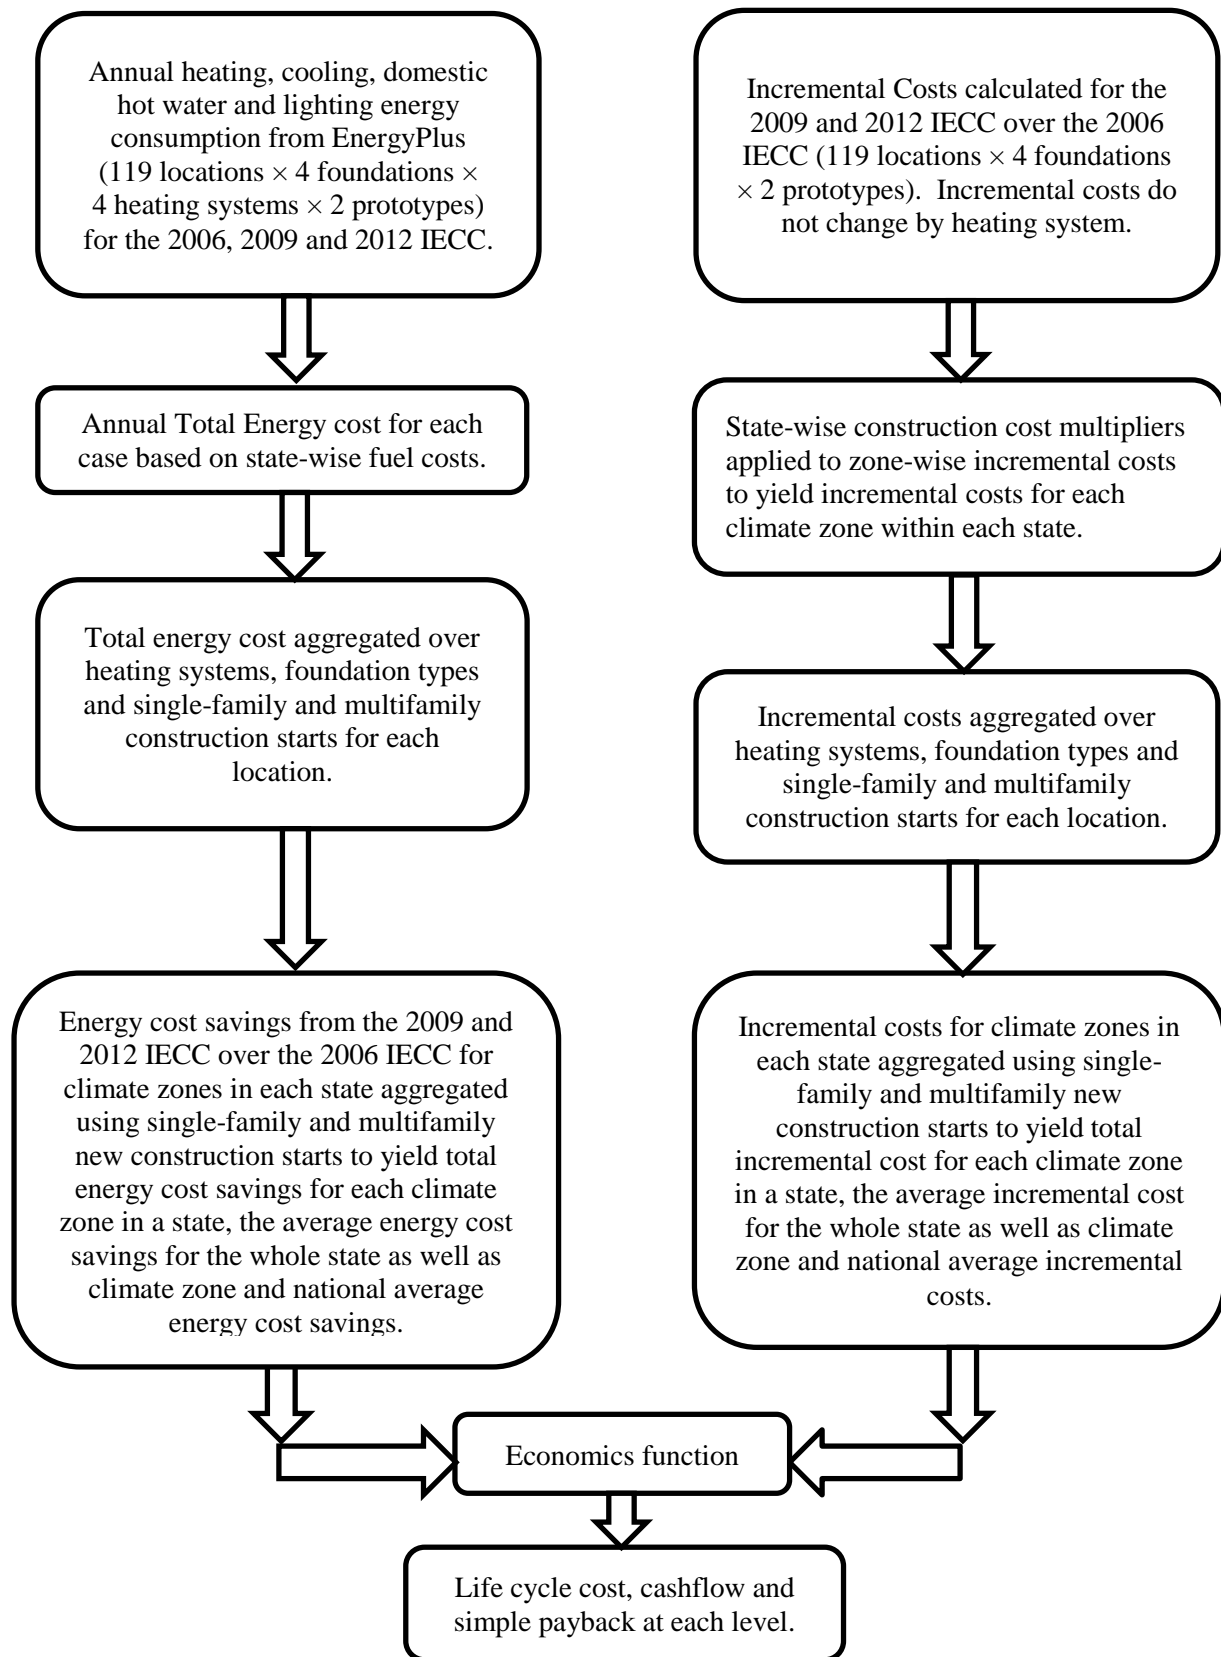 Annual heating, cooling, domestic
hot water and lighting energy
consumption from EnergyPlus
(119 locations × 4 foundations ×
4 heating systems × 2 prototypes)
for the 2006, 2009 and 2012 IECC.
Annual Total Energy cost for each
case based on state-wise fuel costs.
Total energy cost aggregated over
heating systems, foundation types
and single-family and multifamily
construction starts for each
location.
Energy cost savings from the 2009 and
2012 IECC over the 2006 IECC for
climate zones in each state aggregated
using single-family and multifamily
new construction starts to yield total
energy cost savings for each climate
zone in a state, the average energy cost
savings for the whole state as well as
climate zone and national average
energy cost savings.
Incremental Costs calculated for the
2009 and 2012 IECC over the 2006
IECC (119 locations × 4 foundations
× 2 prototypes).  Incremental costs do
not change by heating system.
State-wise construction cost multipliers
applied to zone-wise incremental costs
to yield incremental costs for each
climate zone within each state.
Incremental costs aggregated over
heating systems, foundation types and
single-family and multifamily
construction starts for each location.
Incremental costs for climate zones in
each state aggregated using single-
family and multifamily new
construction starts to yield total
incremental cost for each climate zone
in a state, the average incremental cost
for the whole state as well as climate
zone and national average incremental
costs.
Economics function
Life cycle cost, cashflow and
simple payback at each level.